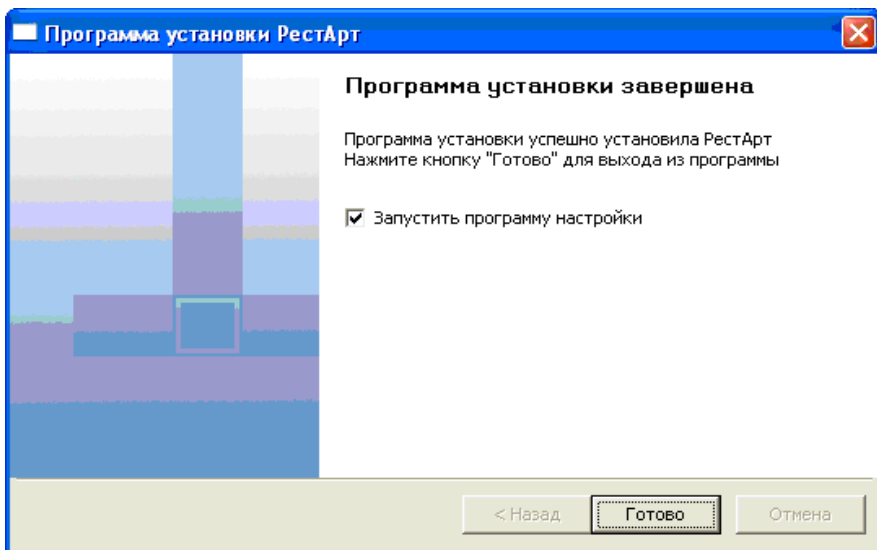 Программа установки РестАрт
Программа установки завершена
Программа установки успешно установила РестАрт
Нажмите кнопку "Готово" для выхода из программы
Запустить программу настройки
< Назад
Готово
Отмена